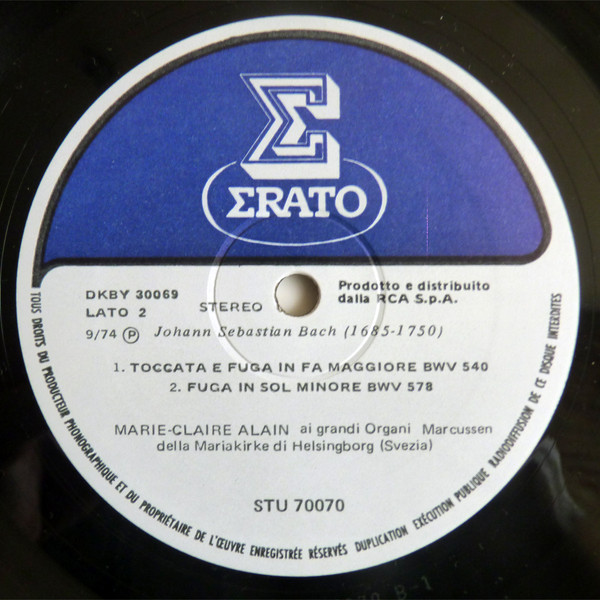 Σ
ΣRATO
DKBY 30069
LATO 2
STEREO
Prodotto e distribuito
dalla RCA S.p.A.
9/74 Ⓟ Johann Sebastian Bach (1685-1750)
1. TOCCATA E FUGA IN FA MAGGIORE BWV 540
2. FUGA IN SOL MINORE BWV 578
MARIE-CLAIRE ALAIN ai grandi Organi Marcussen
della Mariakirke di Helsingborg (Svezia)
STU 70070
TOUS DROITS DU PRODUCTEUR PHONOGRAPHIQUE ET DU PROPRIÉTAIRE DE L'ŒUVRE ENREGISTRÉE RÉSERVÉS DUPLICATION EXÉCUTION PUBLIQUE RADIODIFFUSION DE CE DISQUE INTERDITES
B-1